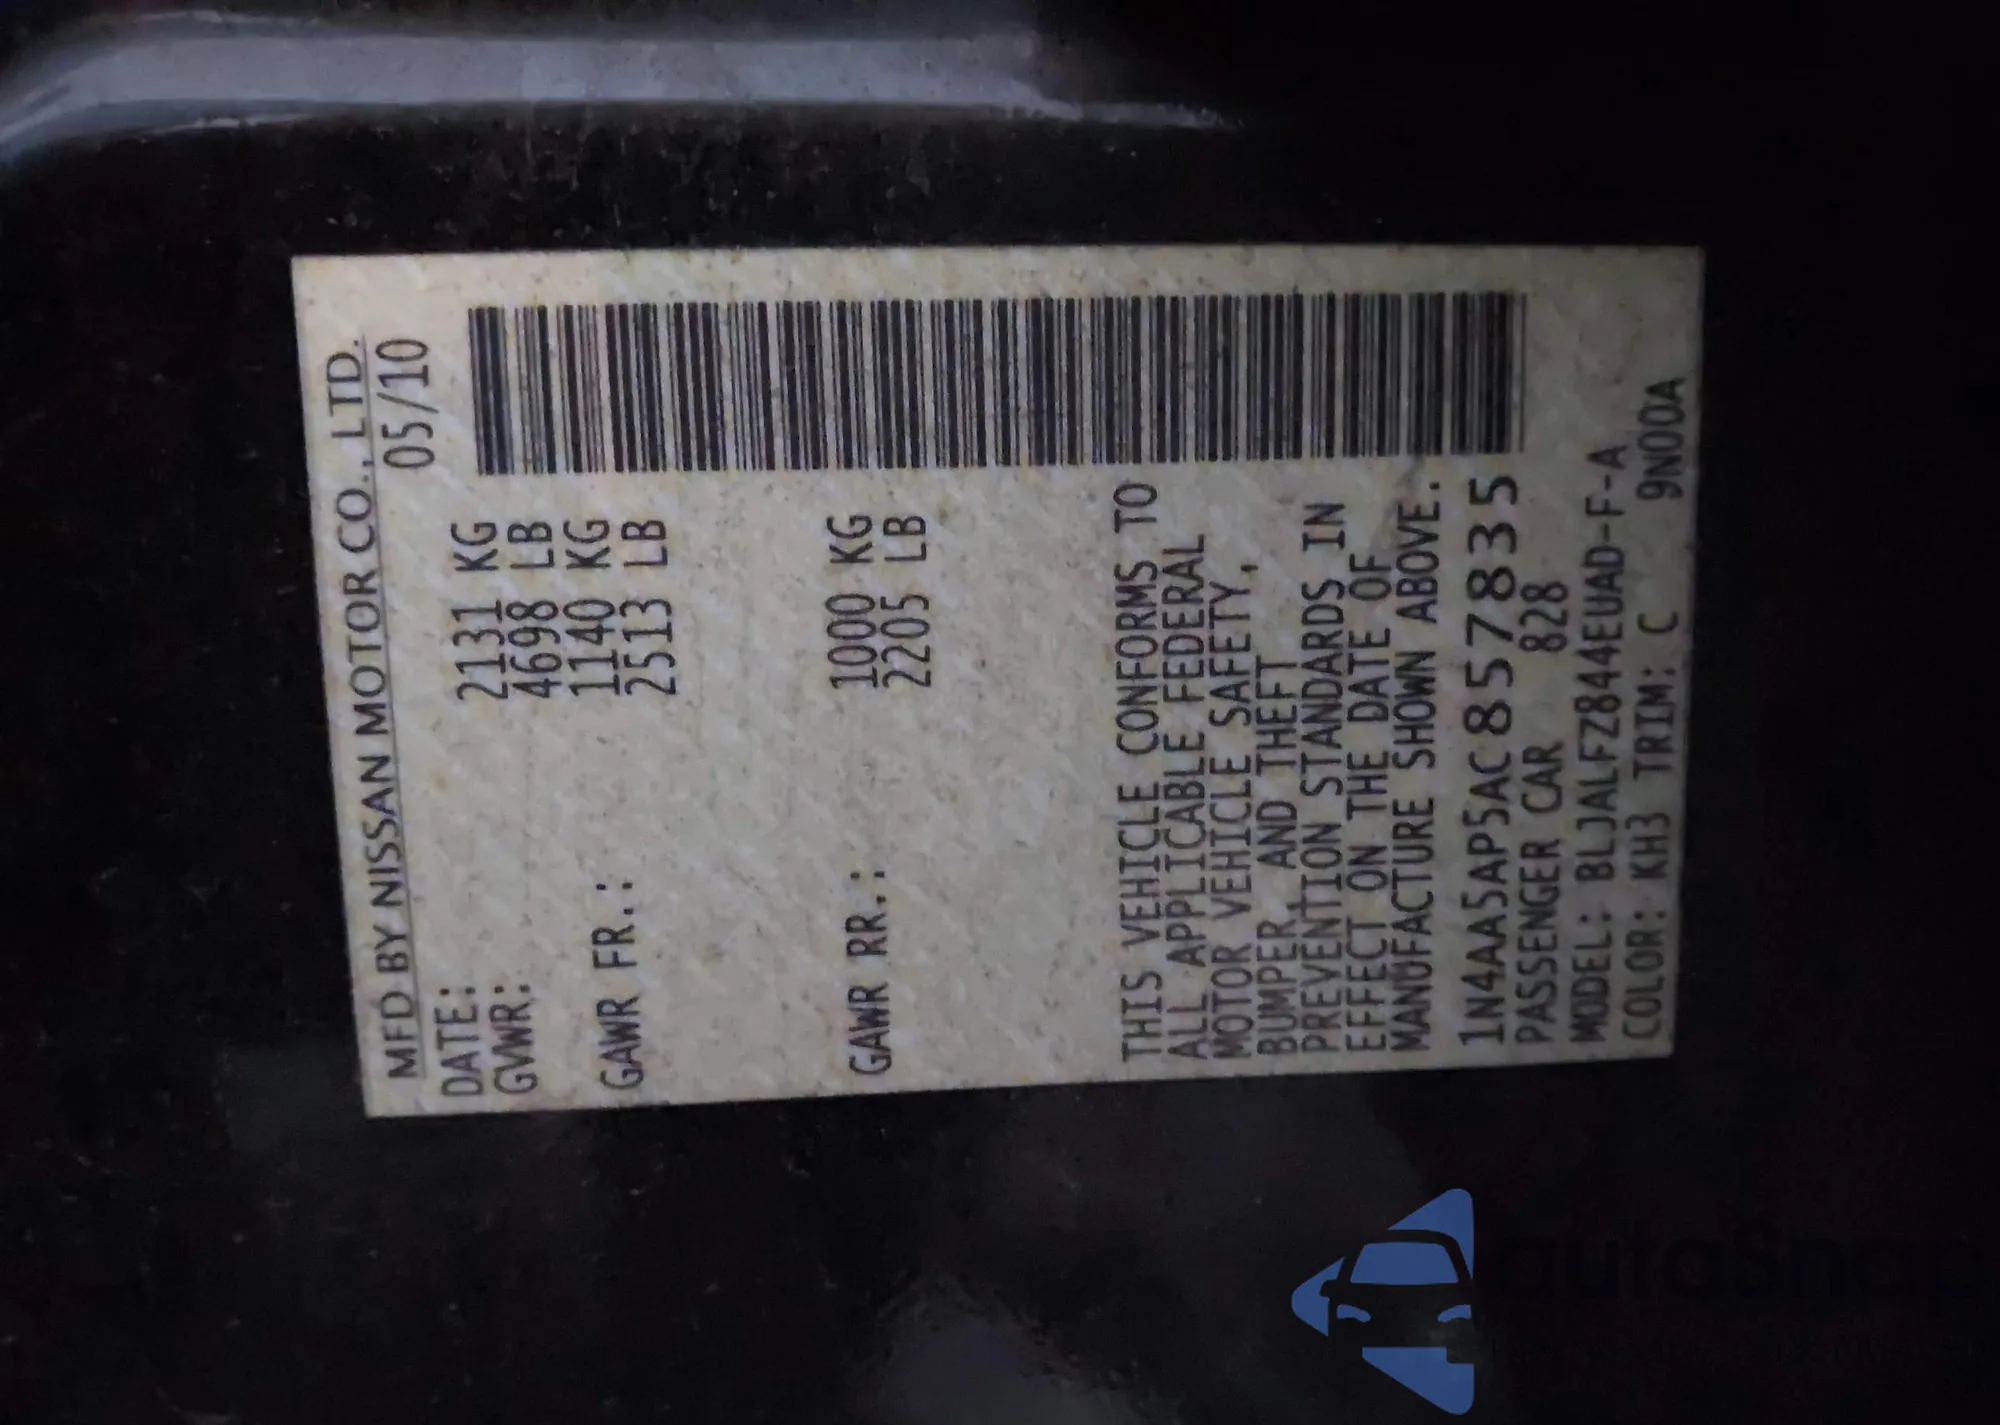 MFD BY NISSAN MOTOR CO., LTD.
DATE: 05/10
GVWR: 2131 KG
4698 LB
GAWR FR.: 1140 KG
2513 LB
GAWR RR.: 1000 KG
2205 LB
THIS VEHICLE CONFORMS TO
ALL APPLICABLE FEDERAL
MOTOR VEHICLE SAFETY,
BUMPER, AND THEFT
PREVENTION STANDARDS IN
EFFECT ON THE DATE OF
MANUFACTURE SHOWN ABOVE.
1N4AA5AP5AC857835
PASSENGER CAR 828
MODEL: BLJALFZ844EUAD-F-A
COLOR: KH3 TRIM: C 9N00A
autosnap